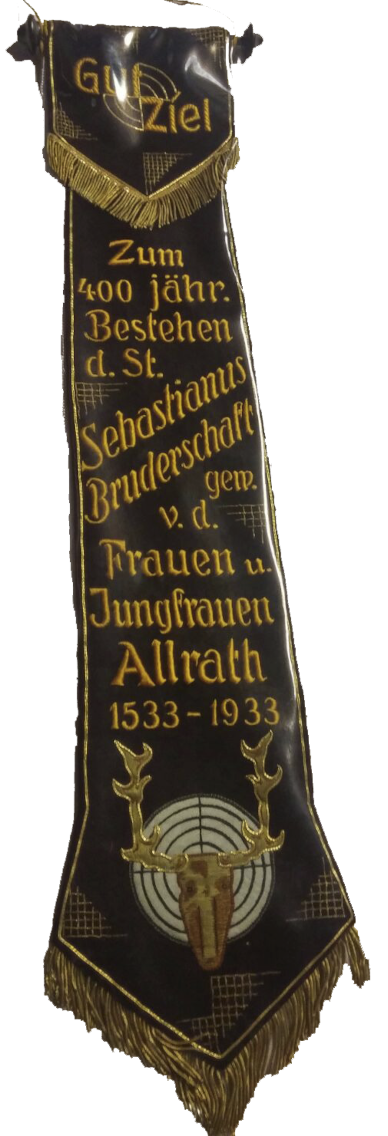 Gut
Ziel
Zum
400 jähr.
Bestehen
d. St.
Sebastianus
Bruderschaft
gew.
v. d.
Frauen u.
Jungfrauen
Allrath
1533-1933